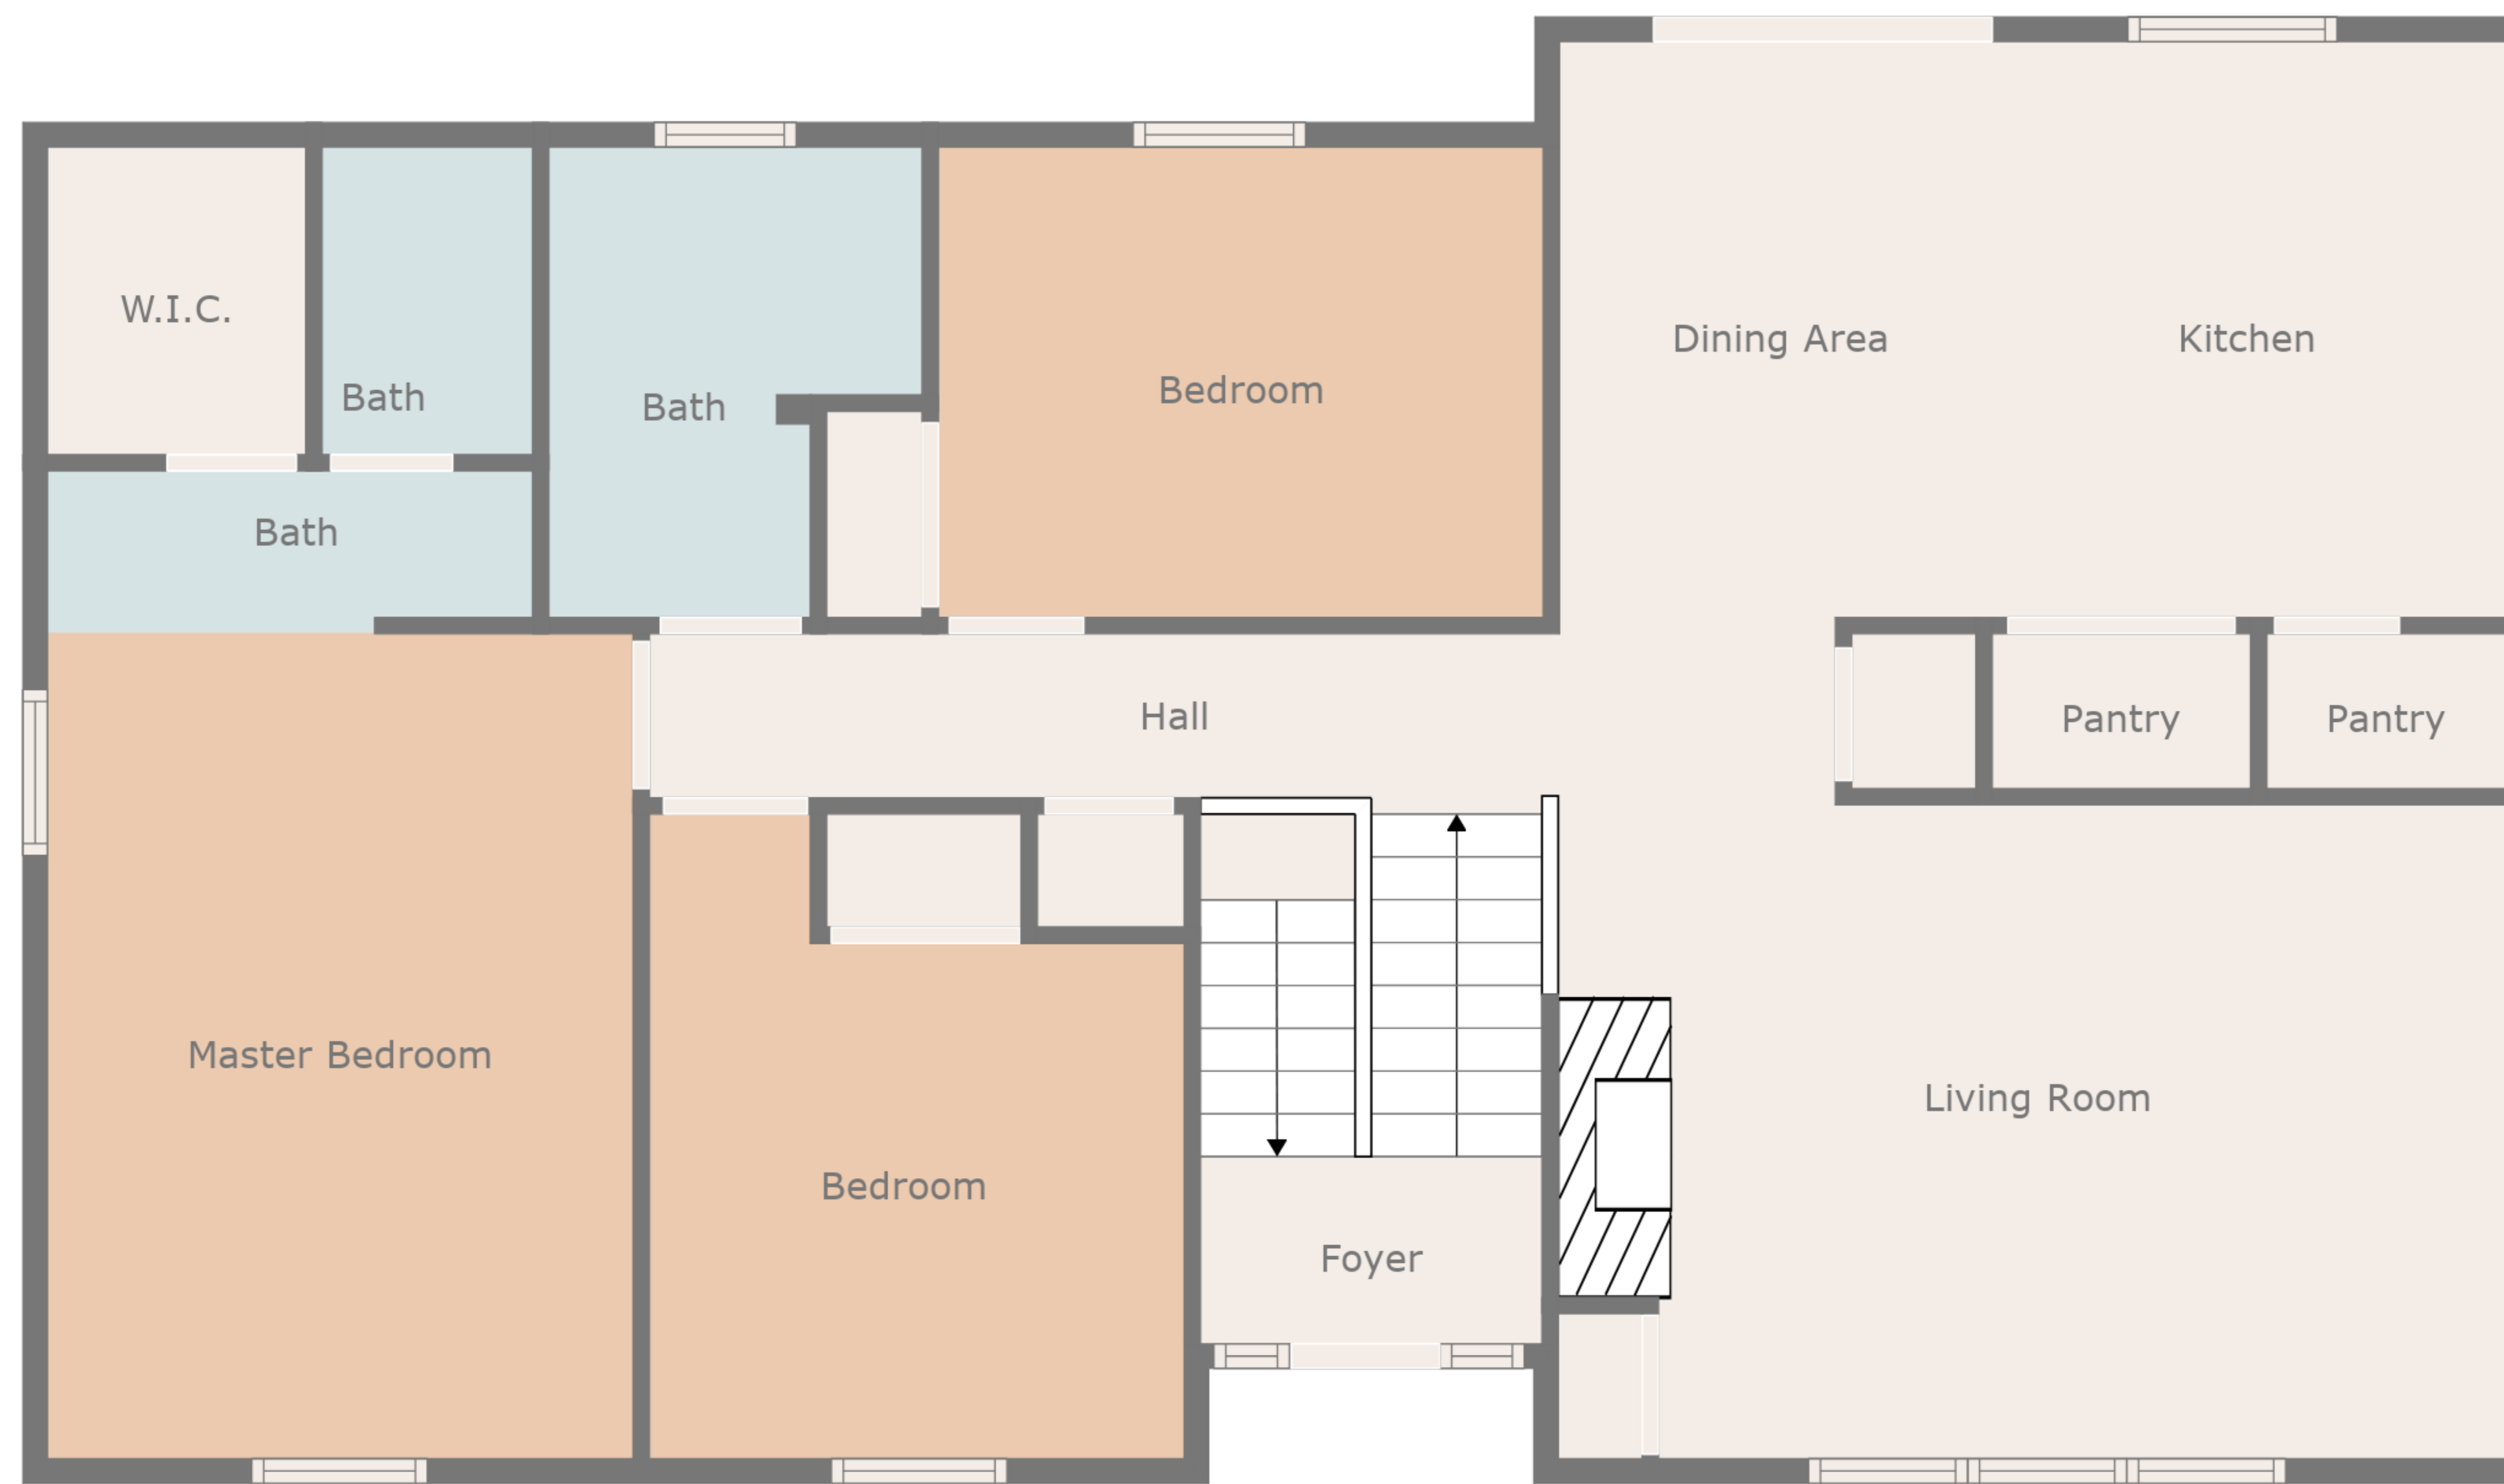 W.I.C.
Bath
Bath
Bedroom
Dining Area
Kitchen
Bath
Hall
Pantry
Pantry
Master Bedroom
Living Room
Bedroom
Foyer